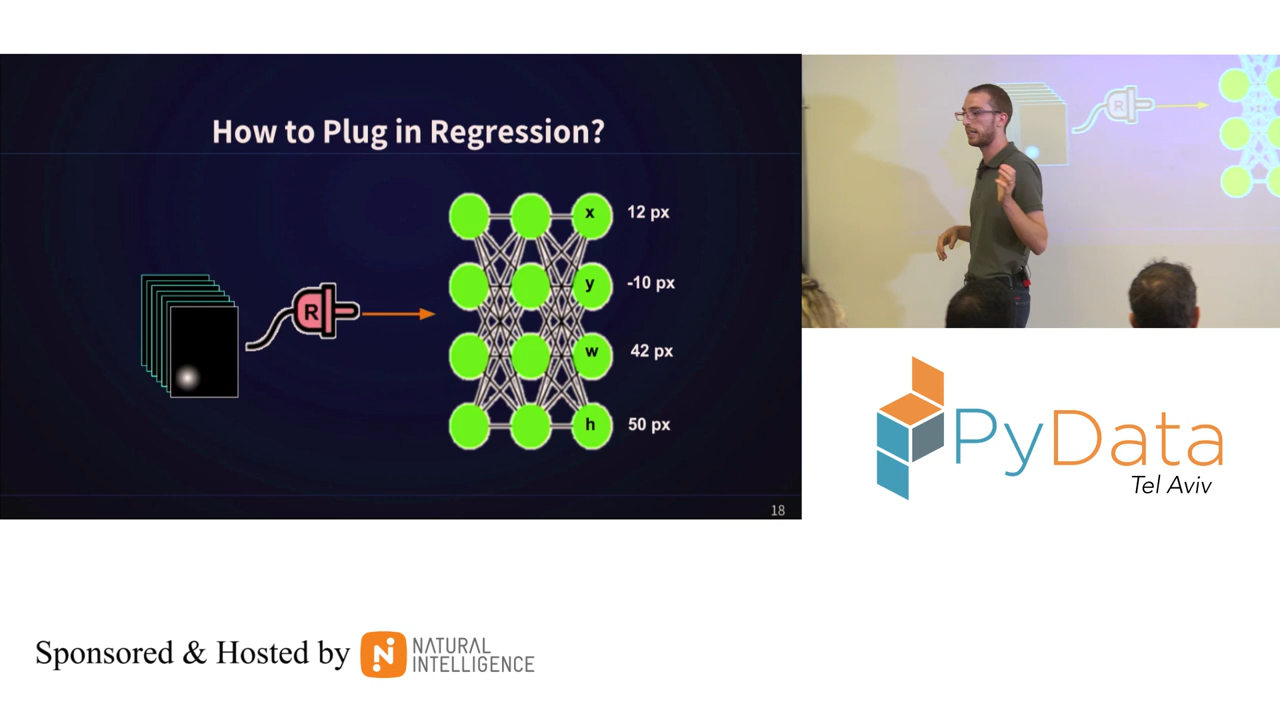 How to Plug in Regression?
R
x 12 px
y -10 px
w 42 px
h 50 px
18
R
PyData
Tel Aviv
Sponsored & Hosted by
NATURAL
INTELLIGENCE